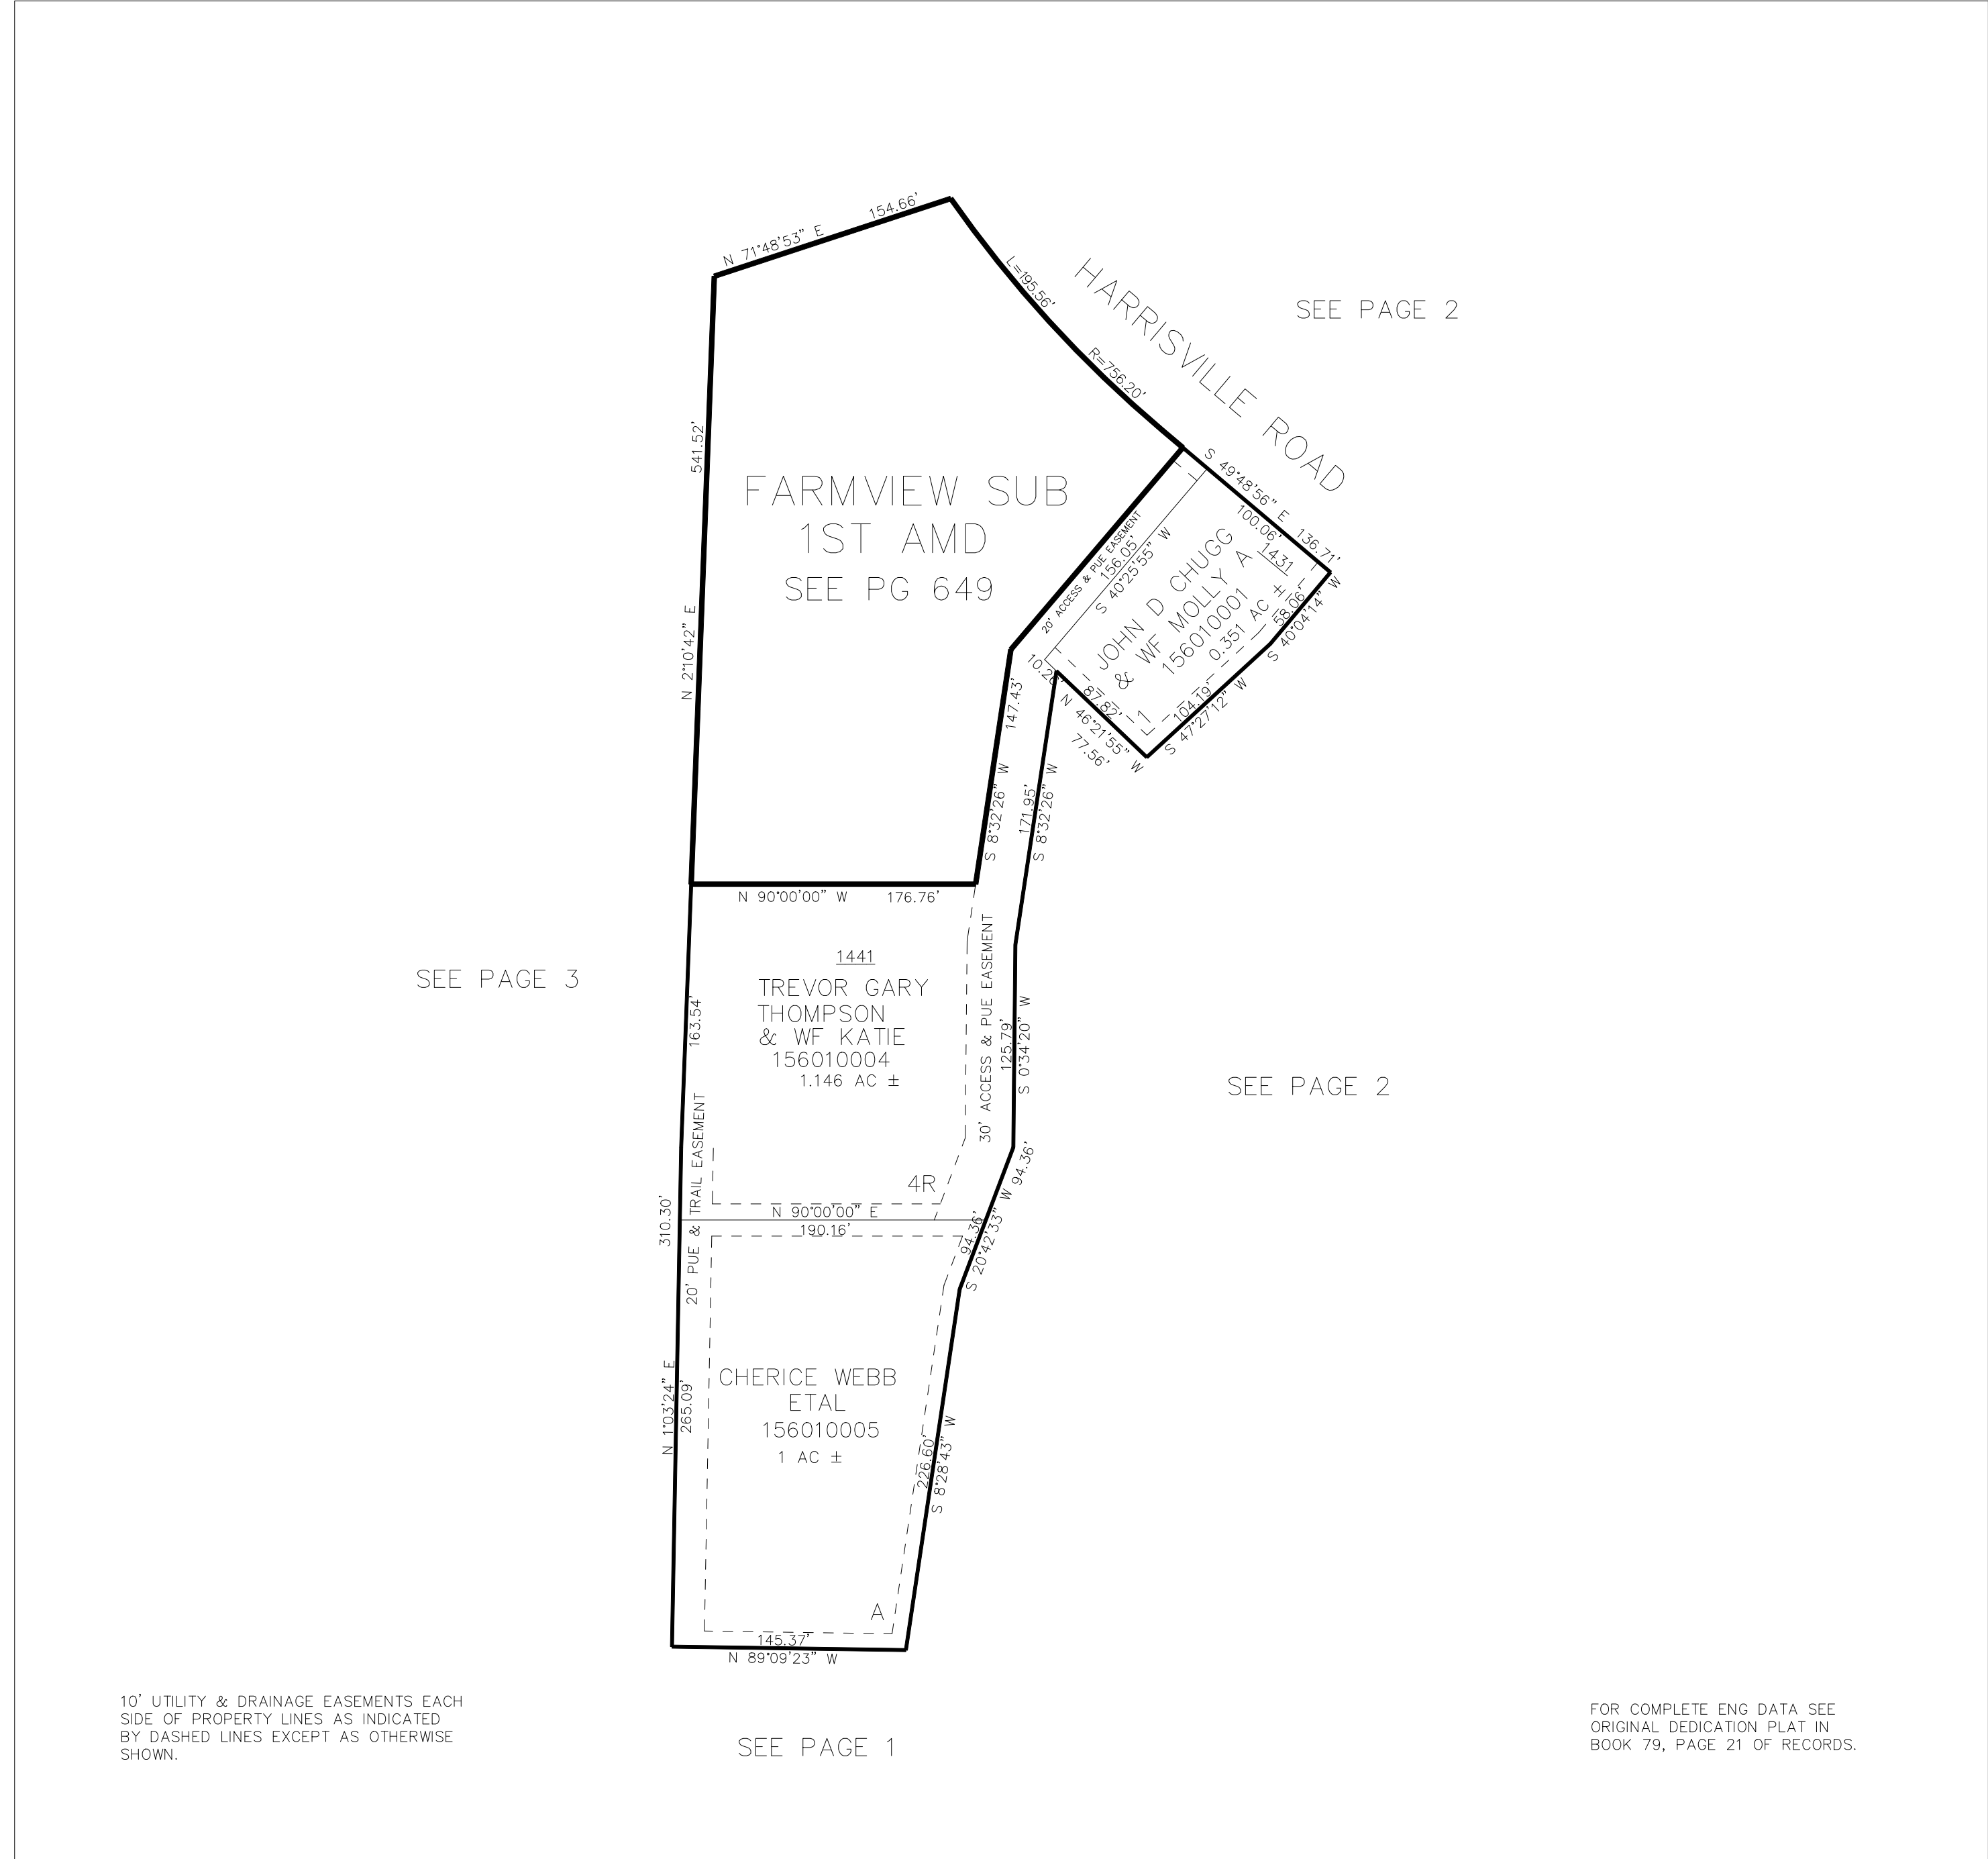 N 71°48'53" E
154.66'
L=195.56'
R=756.20'
HARRISVILLE ROAD
SEE PAGE 2
541.52'
N 2°10'42" E
FARMVIEW SUB
1ST AMD
SEE PG 649
S 49°48'56" E
136.71'
100.06'
1431
20' ACCESS & PUE EASEMENT
156.05'
S 40°25'55" W
JOHN D CHUGG
& WF MOLLY A
156010001
0.351 AC ±
58.06'
S 40°04'14" W
104.19'
S 47°27'12" W
1
87.82'
N 46°21'55" W
77.56'
147.43'
S 8°32'26" W
171.95'
S 8°32'26" W
N 90°00'00" W
176.76'
SEE PAGE 3
1441
TREVOR GARY
THOMPSON
& WF KATIE
156010004
1.146 AC ±
163.54'
30' ACCESS & PUE EASEMENT
125.79'
S 0°34'20" W
SEE PAGE 2
4R
20' PUE & TRAIL EASEMENT
310.30'
N 90°00'00" E
190.16'
94.36'
94.36'
S 20°42'33" W
N 1°03'24" E
265.09'
CHERICE WEBB
ETAL
156010005
1 AC ±
226.60'
S 8°28'43" W
A
145.37'
N 89°09'23" W
10' UTILITY & DRAINAGE EASEMENTS EACH
SIDE OF PROPERTY LINES AS INDICATED
BY DASHED LINES EXCEPT AS OTHERWISE
SHOWN.
SEE PAGE 1
FOR COMPLETE ENG DATA SEE
ORIGINAL DEDICATION PLAT IN
BOOK 79, PAGE 21 OF RECORDS.